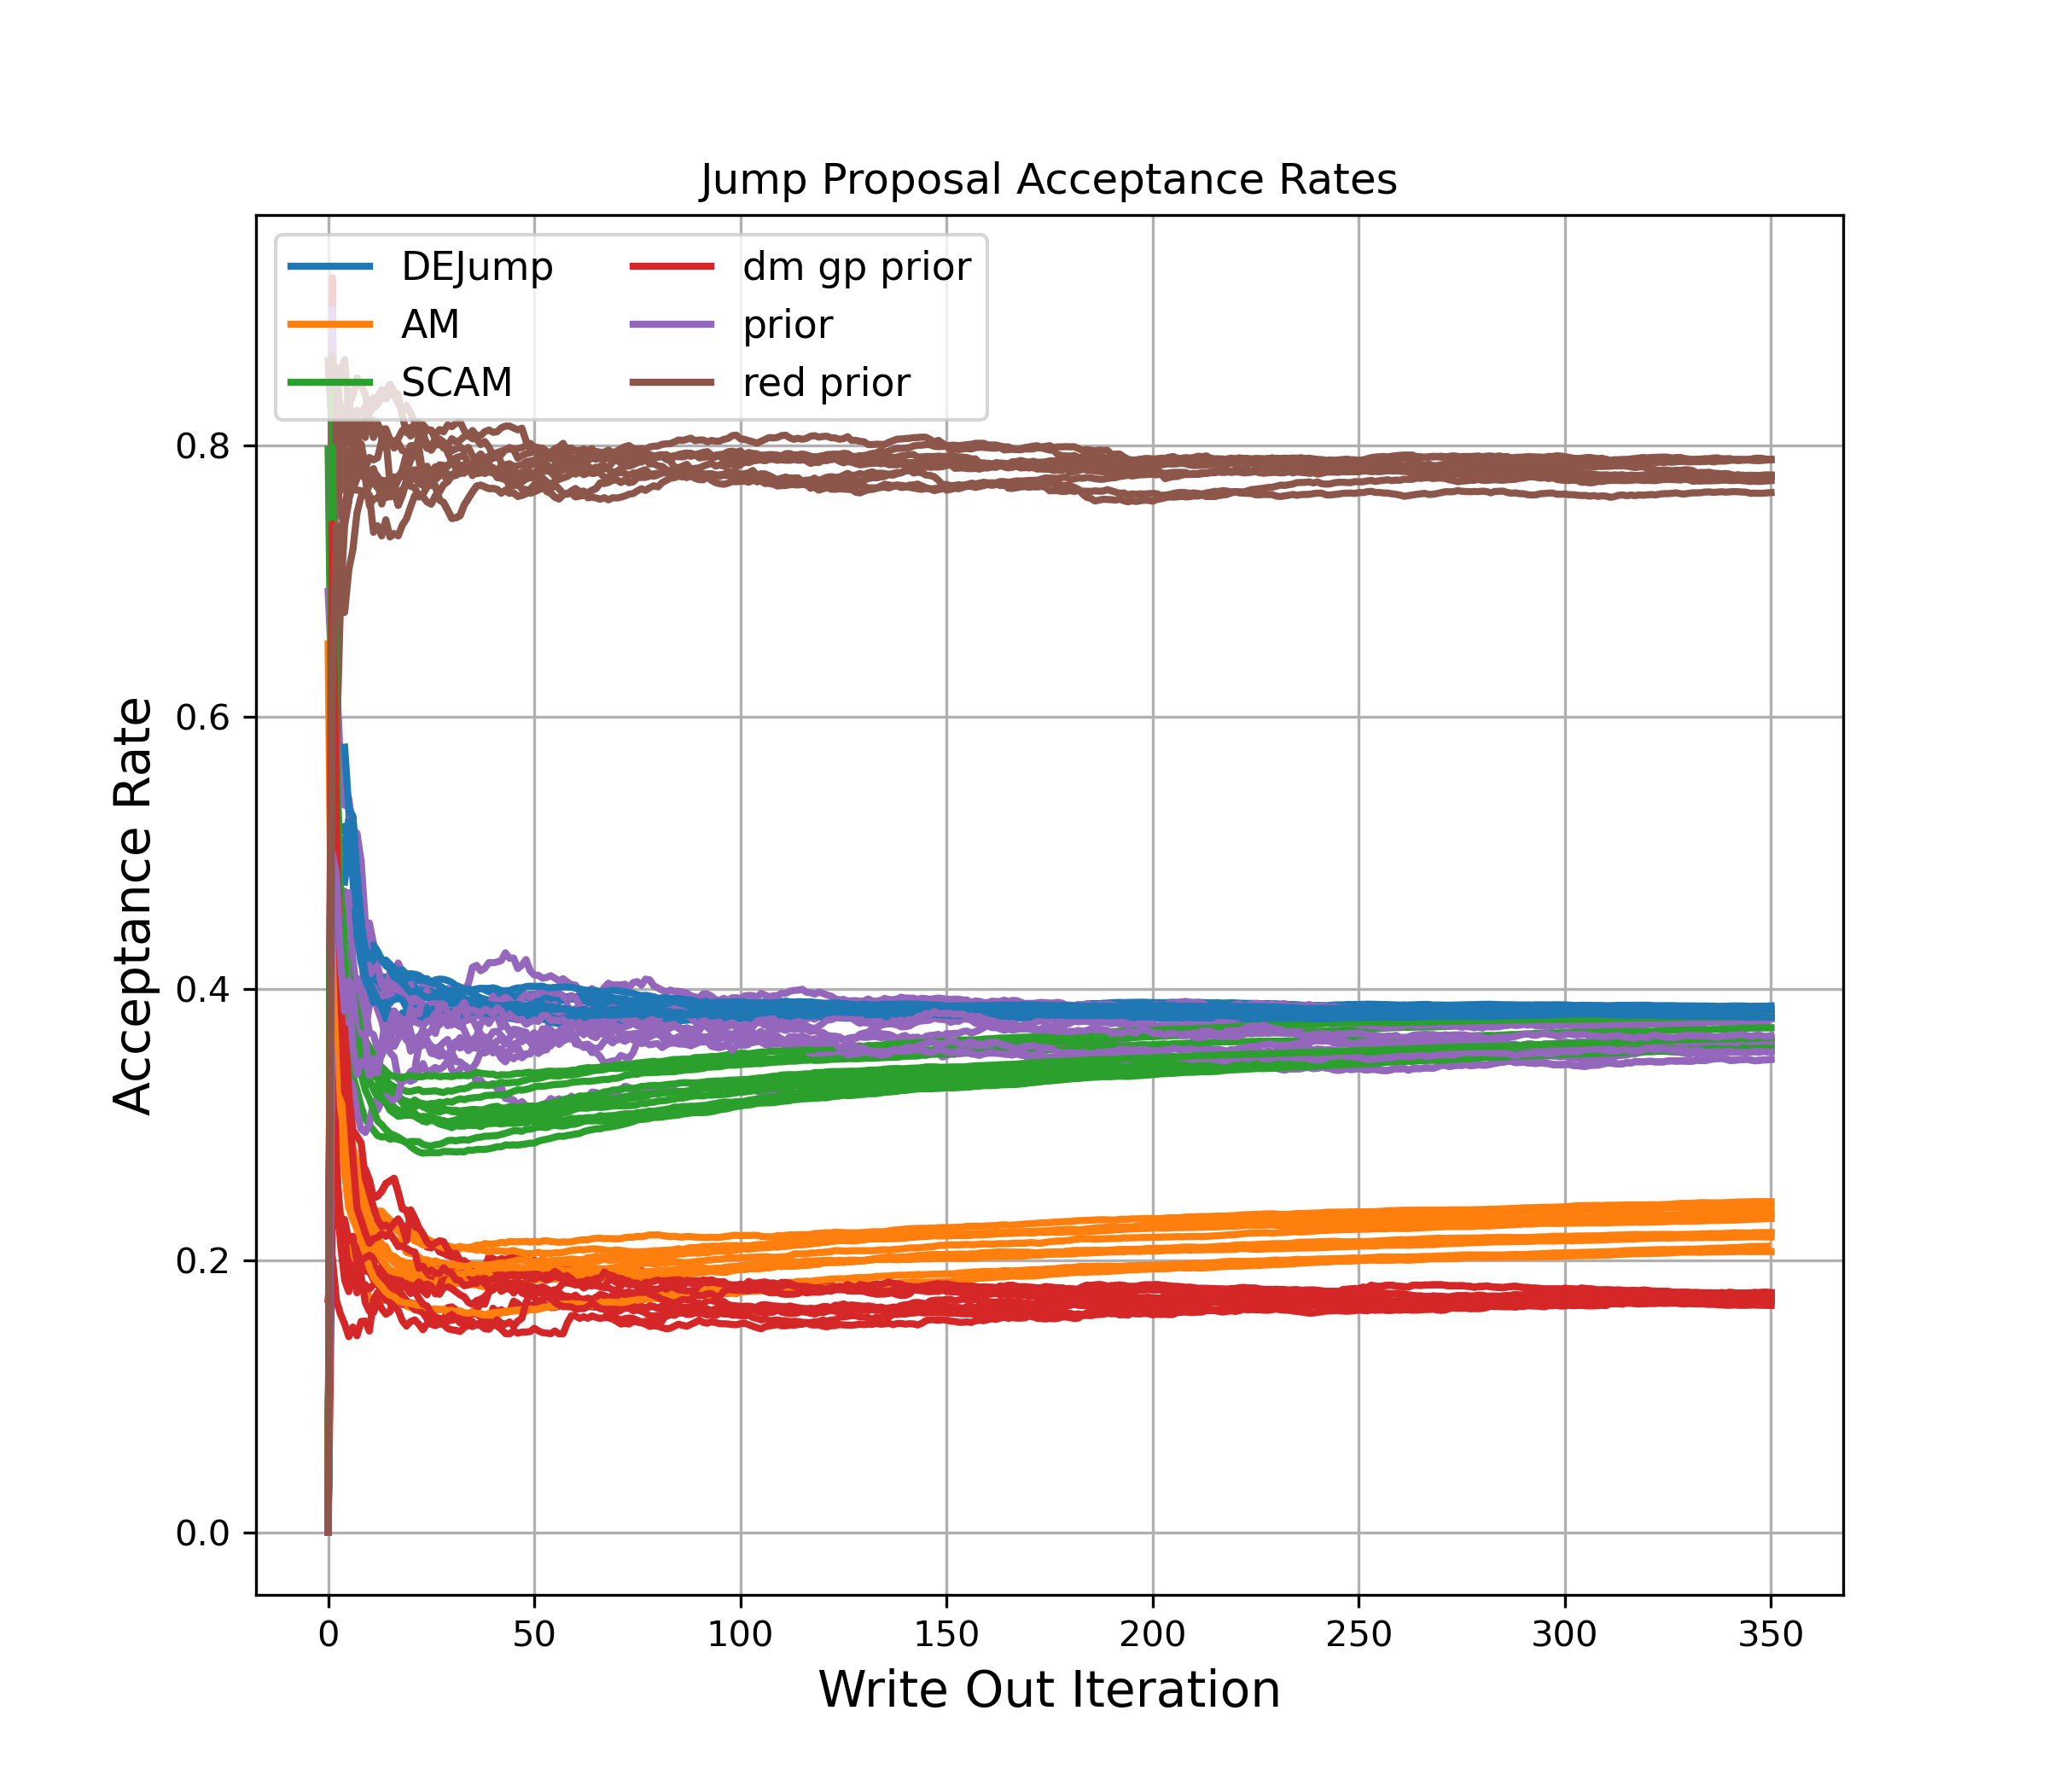 Jump Proposal Acceptance Rates
DEJump
AM
SCAM
dm gp prior
prior
red prior
Acceptance Rate
0.8
0.6
0.4
0.2
0.0
0 50 100 150 200 250 300 350
Write Out Iteration